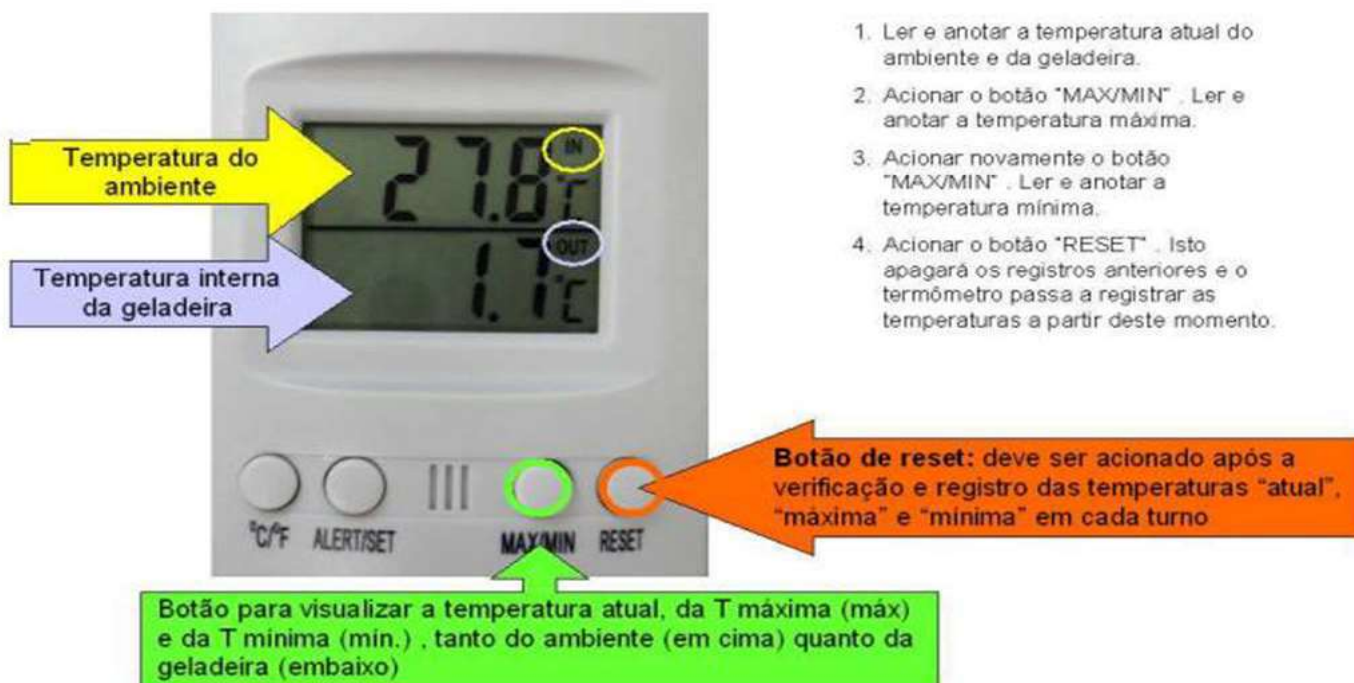 1. Ler e anotar a temperatura atual do
ambiente e da geladeira.
2. Acionar o botão "MAX/MIN" . Ler e
anotar a temperatura máxima.
3. Acionar novamente o botão
"MAX/MIN" . Ler e anotar a
temperatura mínima.
4. Acionar o botão "RESET" . Isto
apagará os registros anteriores e o
termômetro passa a registrar as
temperaturas a partir deste momento.
Temperatura do
ambiente
27.8 °C IN
Temperatura interna
da geladeira
1.7 °C OUT
°C/°F ALERT/SET MAX/MIN RESET
Botão de reset: deve ser acionado após a
verificação e registro das temperaturas “atual”,
“máxima” e “mínima” em cada turno
Botão para visualizar a temperatura atual, da T máxima (máx)
e da T mínima (mín.) , tanto do ambiente (em cima) quanto da
geladeira (embaixo)